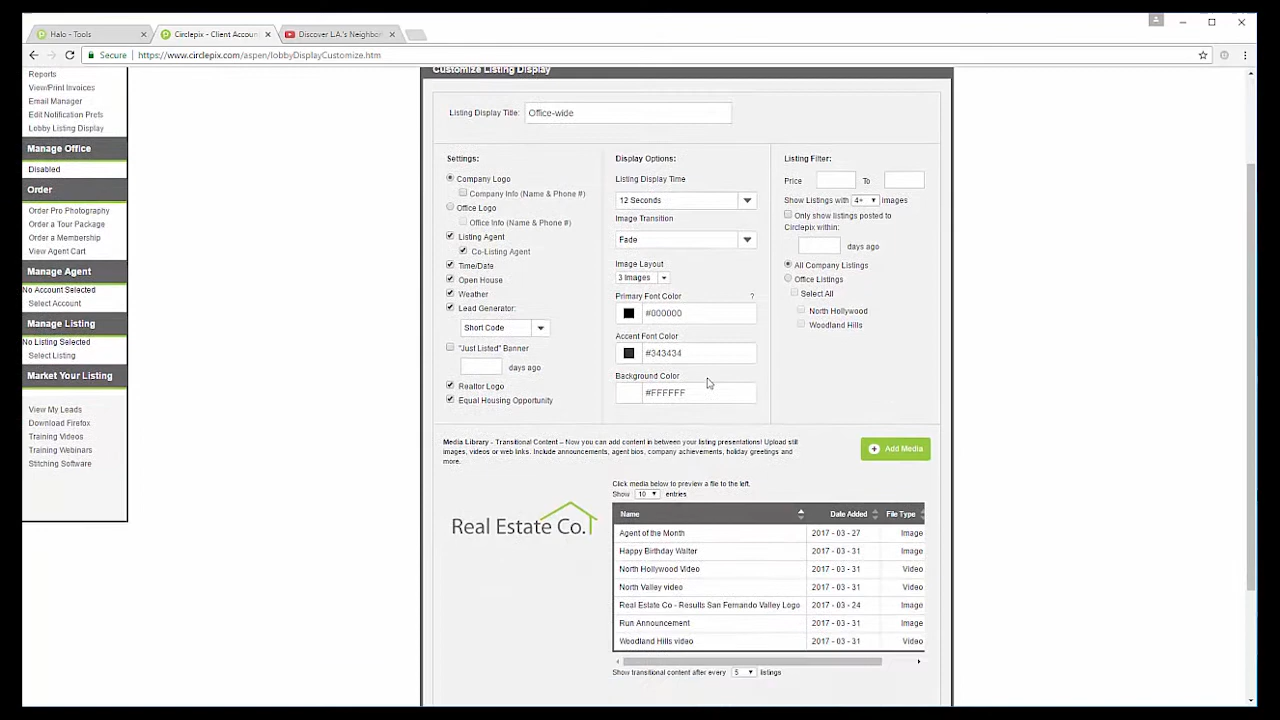 Halo - Tools
Circlepix - Client Accoun
Discover L.A.'s Neighbor
Secure
https://www.circlepix.com/aspen/lobbyDisplayCustomize.htm
Reports
View/Print Invoices
Email Manager
Edit Notification Prefs
Lobby Listing Display
Manage Office
Disabled
Order
Order Pro Photography
Order a Tour Package
Order a Membership
View Agent Cart
Manage Agent
No Account Selected
Select Account
Manage Listing
No Listing Selected
Select Listing
Market Your Listing
View My Leads
Download Firefox
Training Videos
Training Webinars
Stitching Software
Customize Listing Display
Listing Display Title: Office-wide
Settings:
Company Logo
Company Info (Name & Phone #)
Office Logo
Office Info (Name & Phone #)
Listing Agent
Co-Listing Agent
Time/Date
Open House
Weather
Lead Generator:
Short Code
"Just Listed" Banner
days ago
Realtor Logo
Equal Housing Opportunity
Display Options:
Listing Display Time
12 Seconds
Image Transition
Fade
Image Layout
3 Images
Primary Font Color ?
#000000
Accent Font Color
#343434
Background Color
#FFFFFF
Listing Filter:
Price To
Show Listings with 4+ images
Only show listings posted to
Circlepix within:
days ago
All Company Listings
Office Listings
Select All
North Hollywood
Woodland Hills
Media Library - Transitional Content – Now you can add content in between your listing presentations! Upload still
images, videos or web links. Include announcements, agent bios, company achievements, holiday greetings and
more.
Add Media
Real Estate Co.
Click media below to preview a file to the left.
Show 10 entries
Name Date Added File Type
Agent of the Month 2017 - 03 - 27 Image
Happy Birthday Walter 2017 - 03 - 31 Image
North Hollywood Video 2017 - 03 - 31 Video
North Valley video 2017 - 03 - 31 Video
Real Estate Co - Results San Fernando Valley Logo 2017 - 03 - 24 Image
Run Announcement 2017 - 03 - 31 Image
Woodland Hills video 2017 - 03 - 31 Video
Show transitional content after every 5 listings